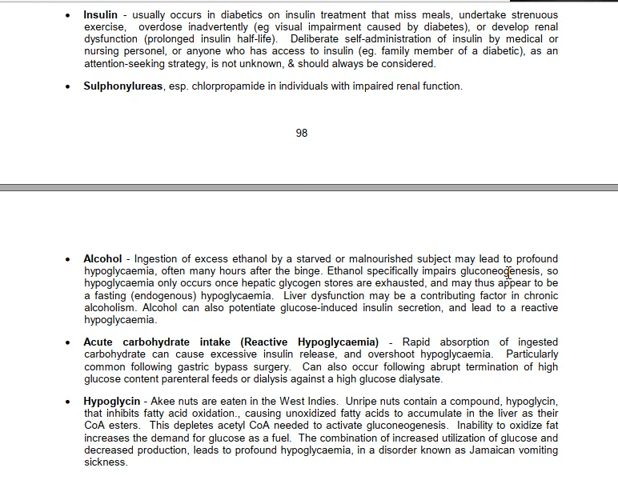 • Insulin - usually occurs in diabetics on insulin treatment that miss meals, undertake strenuous
exercise, overdose inadvertently (eg visual impairment caused by diabetes), or develop renal
dysfunction (prolonged insulin half-life). Deliberate self-administration of insulin by medical or
nursing personel, or anyone who has access to insulin (eg. family member of a diabetic), as an
attention-seeking strategy, is not unknown, & should always be considered.
• Sulphonylureas, esp. chlorpropamide in individuals with impaired renal function.
98
• Alcohol - Ingestion of excess ethanol by a starved or malnourished subject may lead to profound
hypoglycaemia, often many hours after the binge. Ethanol specifically impairs gluconeogenesis, so
hypoglycaemia only occurs once hepatic glycogen stores are exhausted, and may thus appear to be
a fasting (endogenous) hypoglycaemia. Liver dysfunction may be a contributing factor in chronic
alcoholism. Alcohol can also potentiate glucose-induced insulin secretion, and lead to a reactive
hypoglycaemia.
• Acute carbohydrate intake (Reactive Hypoglycaemia) - Rapid absorption of ingested
carbohydrate can cause excessive insulin release, and overshoot hypoglycaemia. Particularly
common following gastric bypass surgery. Can also occur following abrupt termination of high
glucose content parenteral feeds or dialysis against a high glucose dialysate.
• Hypoglycin - Akee nuts are eaten in the West Indies. Unripe nuts contain a compound, hypoglycin,
that inhibits fatty acid oxidation., causing unoxidized fatty acids to accumulate in the liver as their
CoA esters. This depletes acetyl CoA needed to activate gluconeogenesis. Inability to oxidize fat
increases the demand for glucose as a fuel. The combination of increased utilization of glucose and
decreased production, leads to profound hypoglycaemia, in a disorder known as Jamaican vomiting
sickness.